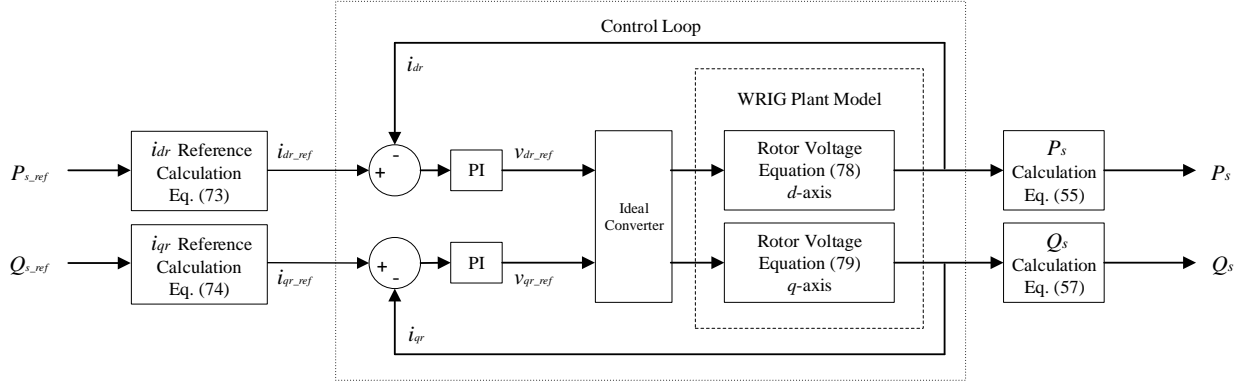 Control Loop
i_dr
WRIG Plant Model
P_s_ref
i_dr Reference
Calculation
Eq. (73)
i_dr_ref
-
+
PI
v_dr_ref
Ideal
Converter
Rotor Voltage
Equation (78)
d-axis
P_s
Calculation
Eq. (55)
P_s
Q_s_ref
i_qr Reference
Calculation
Eq. (74)
i_qr_ref
+
-
PI
v_qr_ref
Rotor Voltage
Equation (79)
q-axis
Q_s
Calculation
Eq. (57)
Q_s
i_qr